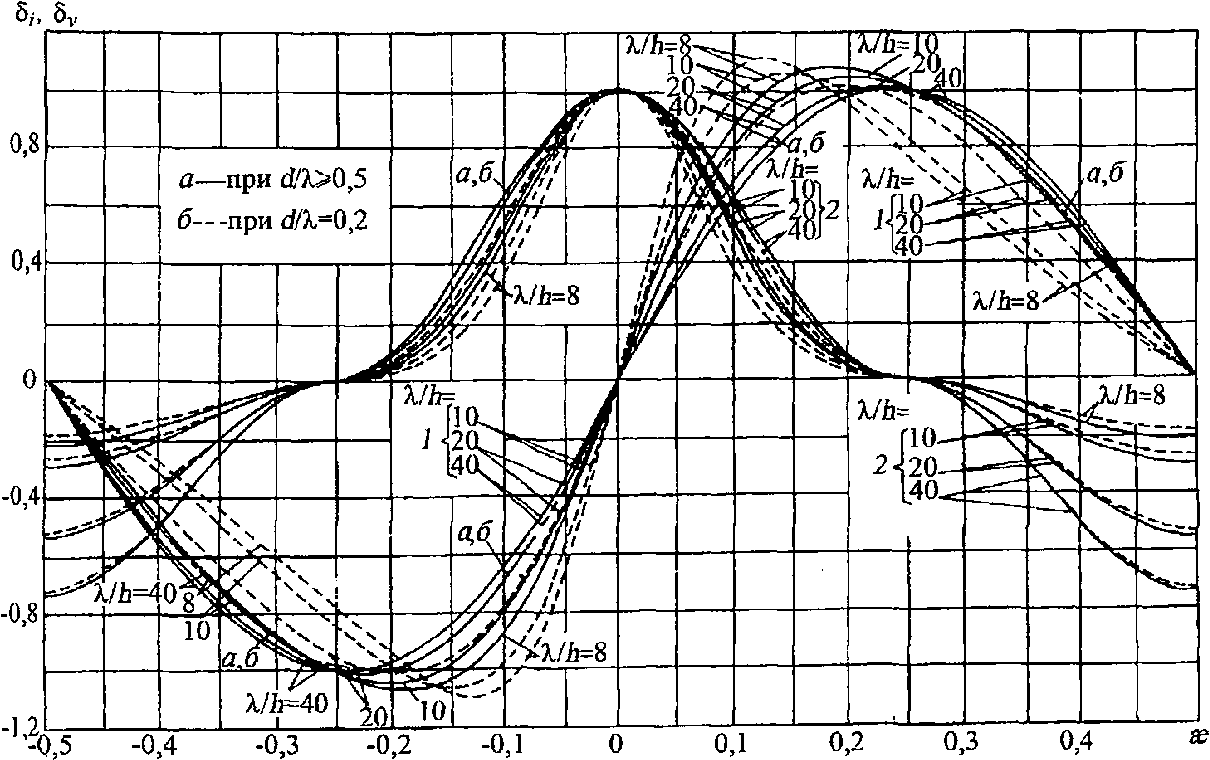 δi, δv
λ/h=8
10
20
40
а,б
λ/h=10
20
40
0,8
а—при d/λ⩾0,5
б---при d/λ=0,2
а,б
λ/h=
10
20
40
2
λ/h=
1
10
20
40
а,б
0,4
λ/h=8
λ/h=8
0
λ/h=
1
10
20
40
λ/h=8
λ/h=
2
10
20
40
-0,4
а,б
λ/h=40
8
10
-0,8
а,б
λ/h=8
λ/h=40
20
10
-1,2
-0,5
-0,4
-0,3
-0,2
-0,1
0
0,1
0,2
0,3
0,4
æ